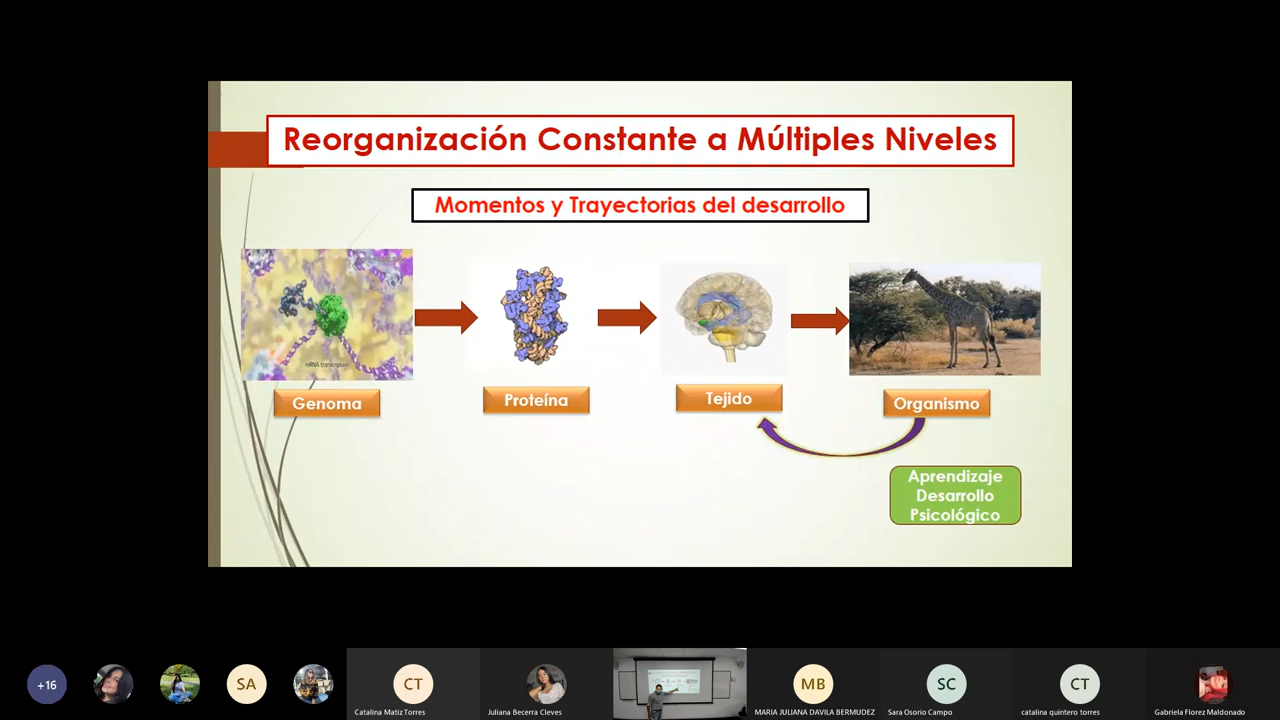 Reorganización Constante a Múltiples Niveles
Momentos y Trayectorias del desarrollo
mRNA transcription
Genoma
Proteína
Tejido
Organismo
Aprendizaje
Desarrollo
Psicológico
+16
SA
CT
MB
SC
CT
Catalina Matiz Torres
Juliana Becerra Cleves
MARIA JULIANA DAVILA BERMUDEZ
Sara Osorio Campo
catalina quintero torres
Gabriela Florez Maldonado